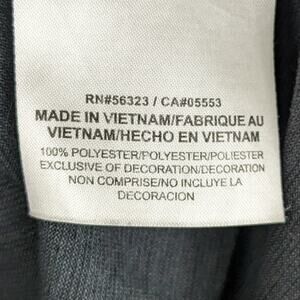 RN#56323 / CA#05553
MADE IN VIETNAM/FABRIQUE AU
VIETNAM/HECHO EN VIETNAM
100% POLYESTER/POLYESTER/POLIESTER
EXCLUSIVE OF DECORATION/DECORATION
NON COMPRISE/NO INCLUYE LA
DECORACION